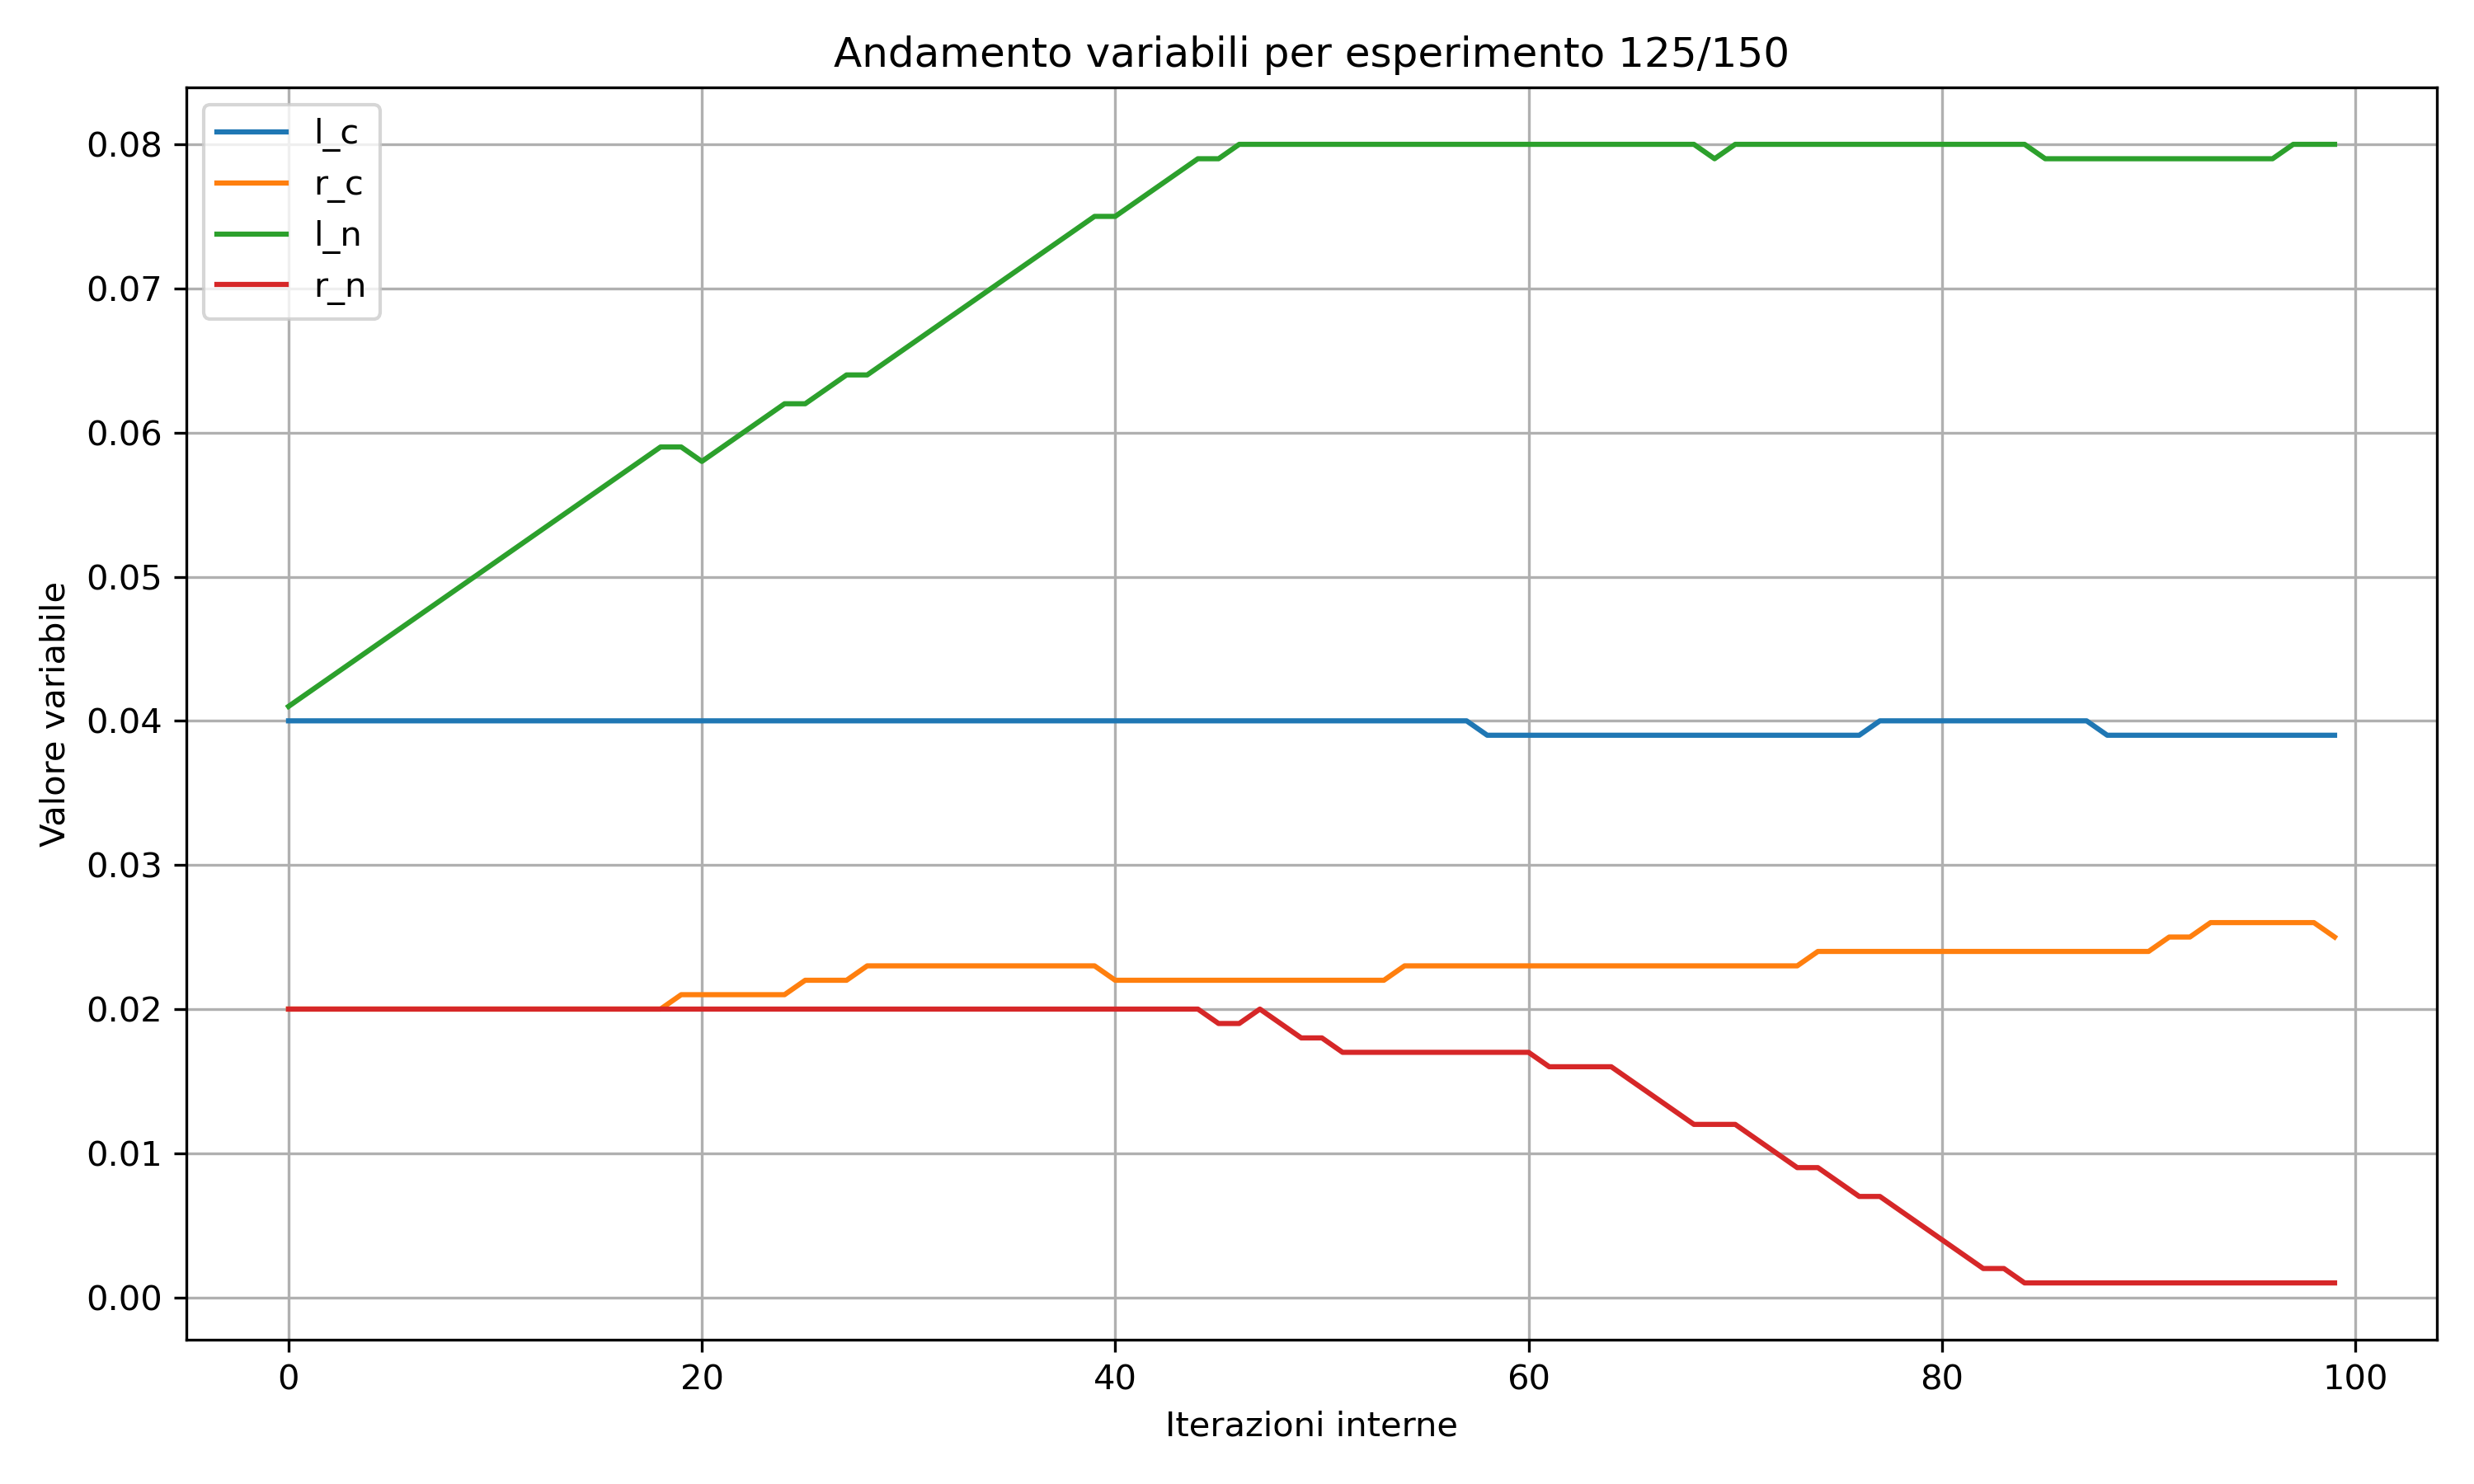 Andamento variabili per esperimento 125/150
l_c
r_c
l_n
r_n
0.08
0.07
0.06
0.05
0.04
0.03
0.02
0.01
0.00
Valore variabile
0 20 40 60 80 100
Iterazioni interne